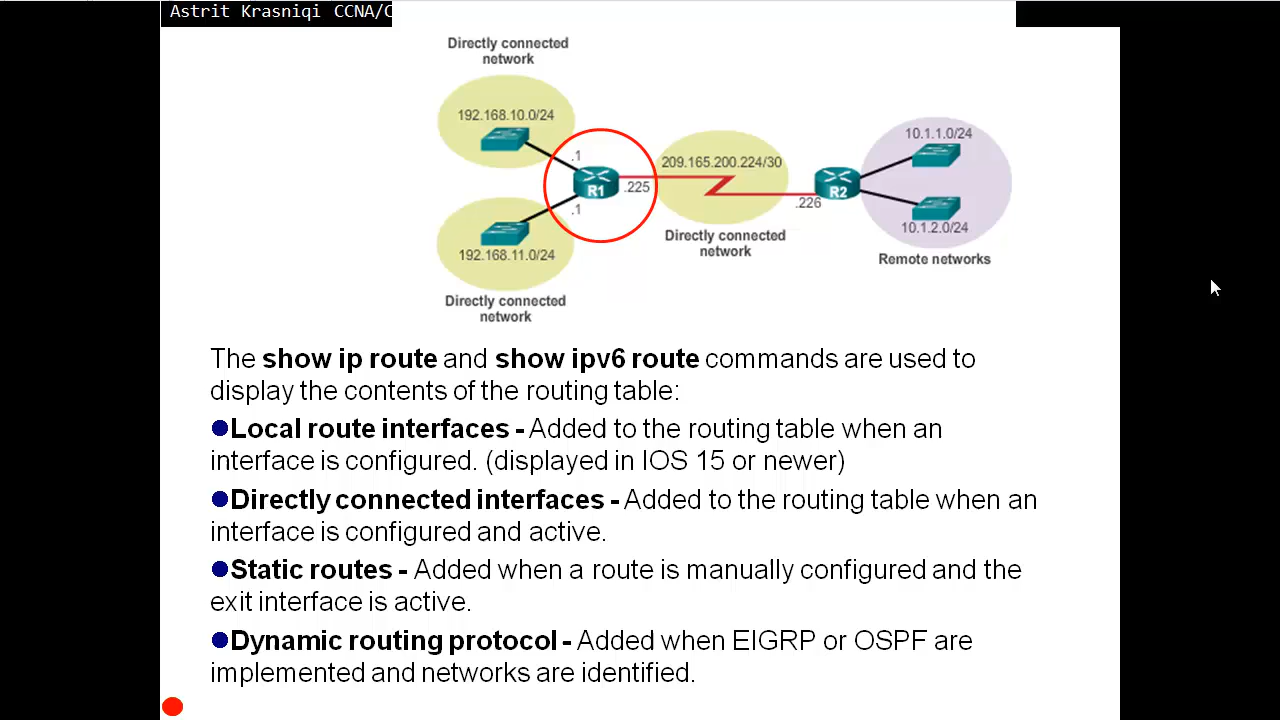 Astrit Krasniqi CCNA/C
Directly connected
network
192.168.10.0/24
.1
R1
.225
.1
192.168.11.0/24
Directly connected
network
209.165.200.224/30
.226
Directly connected
network
R2
10.1.1.0/24
10.1.2.0/24
Remote networks
The show ip route and show ipv6 route commands are used to
display the contents of the routing table:
●Local route interfaces - Added to the routing table when an
interface is configured. (displayed in IOS 15 or newer)
●Directly connected interfaces - Added to the routing table when an
interface is configured and active.
●Static routes - Added when a route is manually configured and the
exit interface is active.
●Dynamic routing protocol - Added when EIGRP or OSPF are
implemented and networks are identified.